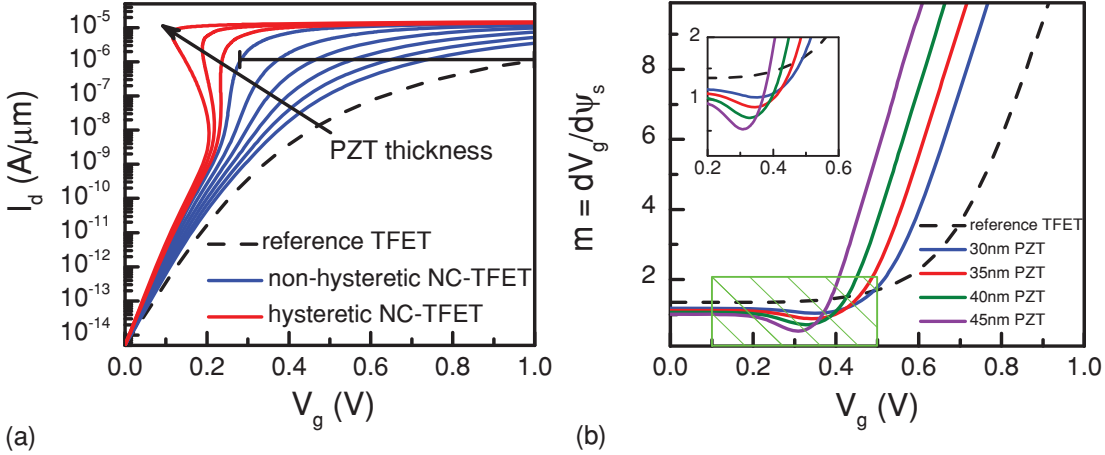 I_d (A/μm)
10^-5
10^-6
10^-7
10^-8
10^-9
10^-10
10^-11
10^-12
10^-13
10^-14
PZT thickness
reference TFET
non-hysteretic NC-TFET
hysteretic NC-TFET
0.0 0.2 0.4 0.6 0.8 1.0
V_g (V)
(a)
m = dV_g/dψ_s
8
6
4
2
2
1
0.2 0.4 0.6
reference TFET
30nm PZT
35nm PZT
40nm PZT
45nm PZT
0.0 0.2 0.4 0.6 0.8 1.0
V_g (V)
(b)